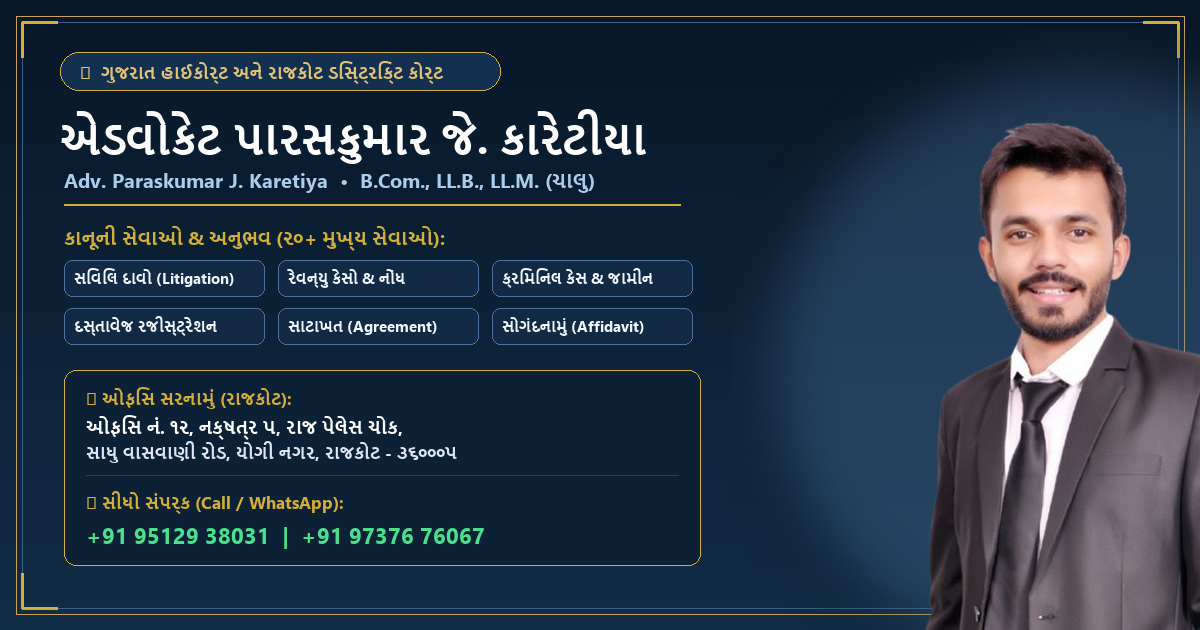 ગુજરાત હાઈકોર્ટ અને રાજકોટ ડિસ્ટ્રિક્ટ કોર્ટ
એડવોકેટ પારસકુમાર જે. કારેટીયા
Adv. Paraskumar J. Karetiya • B.Com., LL.B., LL.M. (ચાલુ)
કાનૂની સેવાઓ & અનુભવ (૨૦+ મુખ્ય સેવાઓ):
સિવિલ દાવો (Litigation)
રેવન્યુ કેસો & નોંધ
ક્રિમિનલ કેસ & જામીન
દસ્તાવેજ રજીસ્ટ્રેશન
સાટાખત (Agreement)
સોગંદનામું (Affidavit)
ઓફિસ સરનામું (રાજકોટ):
ઓફિસ નં. ૧૨, નક્ષત્ર ૫, રાજ પેલેસ ચોક,
સાધુ વાસવાણી રોડ, યોગી નગર, રાજકોટ - ૩૬૦૦૦૫
સીધો સંપર્ક (Call / WhatsApp):
+91 95129 38031 | +91 97376 76067